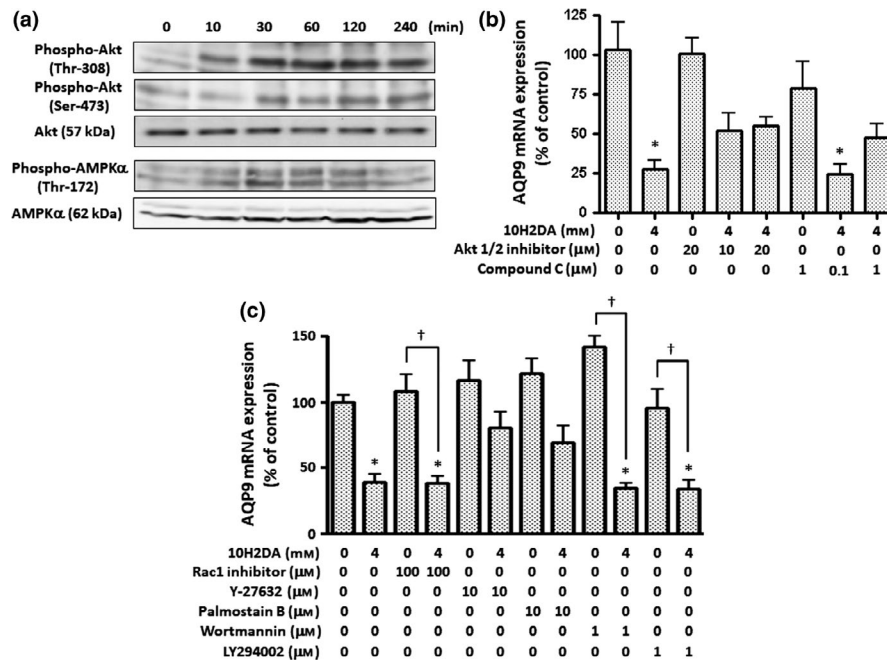 (a)
0 10 30 60 120 240 (min)
Phospho-Akt
(Thr-308)
Phospho-Akt
(Ser-473)
Akt (57 kDa)
Phospho-AMPKα
(Thr-172)
AMPKα (62 kDa)
(b)
AQP9 mRNA expression
(% of control)
125
100
75
50
25
0
* *
10H2DA (mM) 0 4 0 4 4 0 4 4
Akt 1/2 inhibitor (μM) 0 0 20 10 20 0 0 0
Compound C (μM) 0 0 0 0 0 1 0.1 1
(c)
AQP9 mRNA expression
(% of control)
150
100
50
0
† † †
* * * *
10H2DA (mM) 0 4 0 4 0 4 0 4 0 4 0 4
Rac1 inhibitor (μM) 0 0 100 100 0 0 0 0 0 0 0 0
Y-27632 (μM) 0 0 0 0 10 10 0 0 0 0 0 0
Palmostain B (μM) 0 0 0 0 0 0 10 10 0 0 0 0
Wortmannin (μM) 0 0 0 0 0 0 0 0 1 1 0 0
LY294002 (μM) 0 0 0 0 0 0 0 0 0 0 1 1